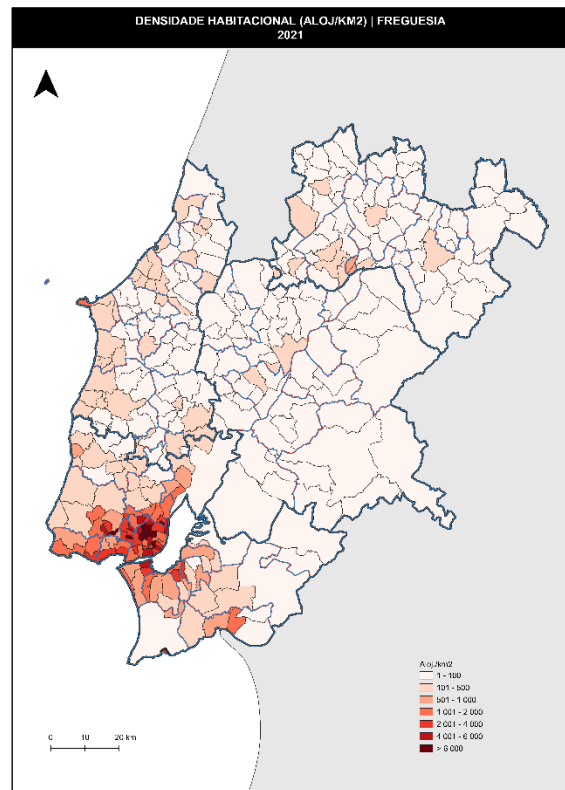 DENSIDADE HABITACIONAL (ALOJ/KM2) | FREGUESIA
2021
Aloj/km2
1 - 100
101 - 500
501 - 1 000
1 001 - 2 000
2 001 - 4 000
4 001 - 6 000
> 6 000
0 10 20 km